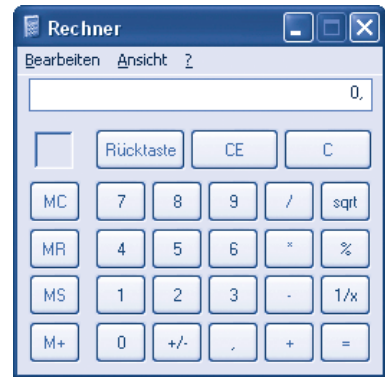 Rechner
Bearbeiten Ansicht ?
0,
Rücktaste CE C
MC 7 8 9 / sqrt
MR 4 5 6 * %
MS 1 2 3 - 1/x
M+ 0 +/- , + =